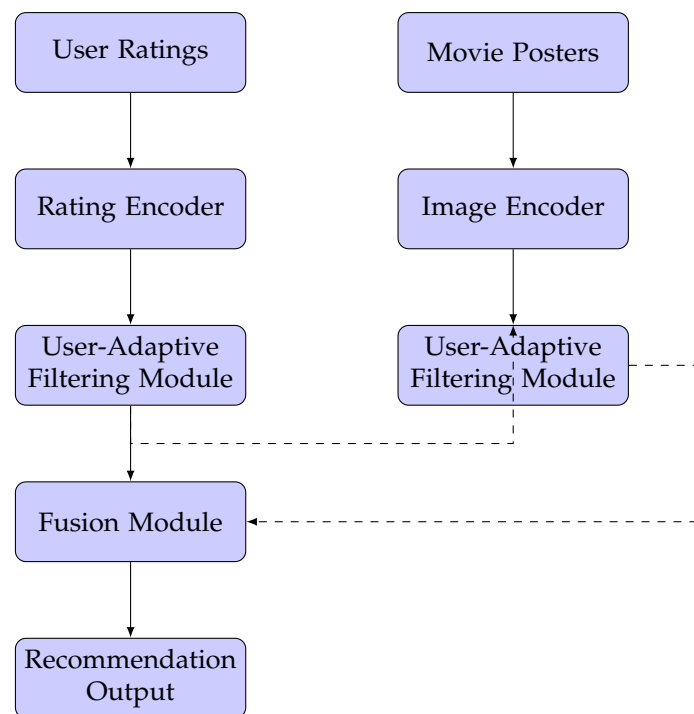 User Ratings
Movie Posters
Rating Encoder
Image Encoder
User-Adaptive
Filtering Module
User-Adaptive
Filtering Module
Fusion Module
Recommendation
Output